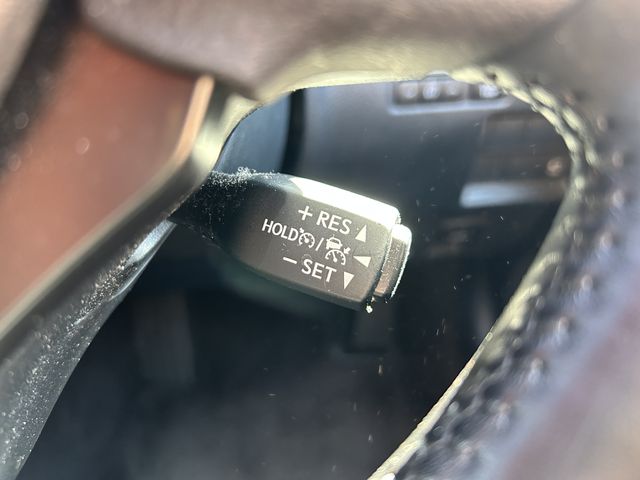 + RES
HOLD /
- SET